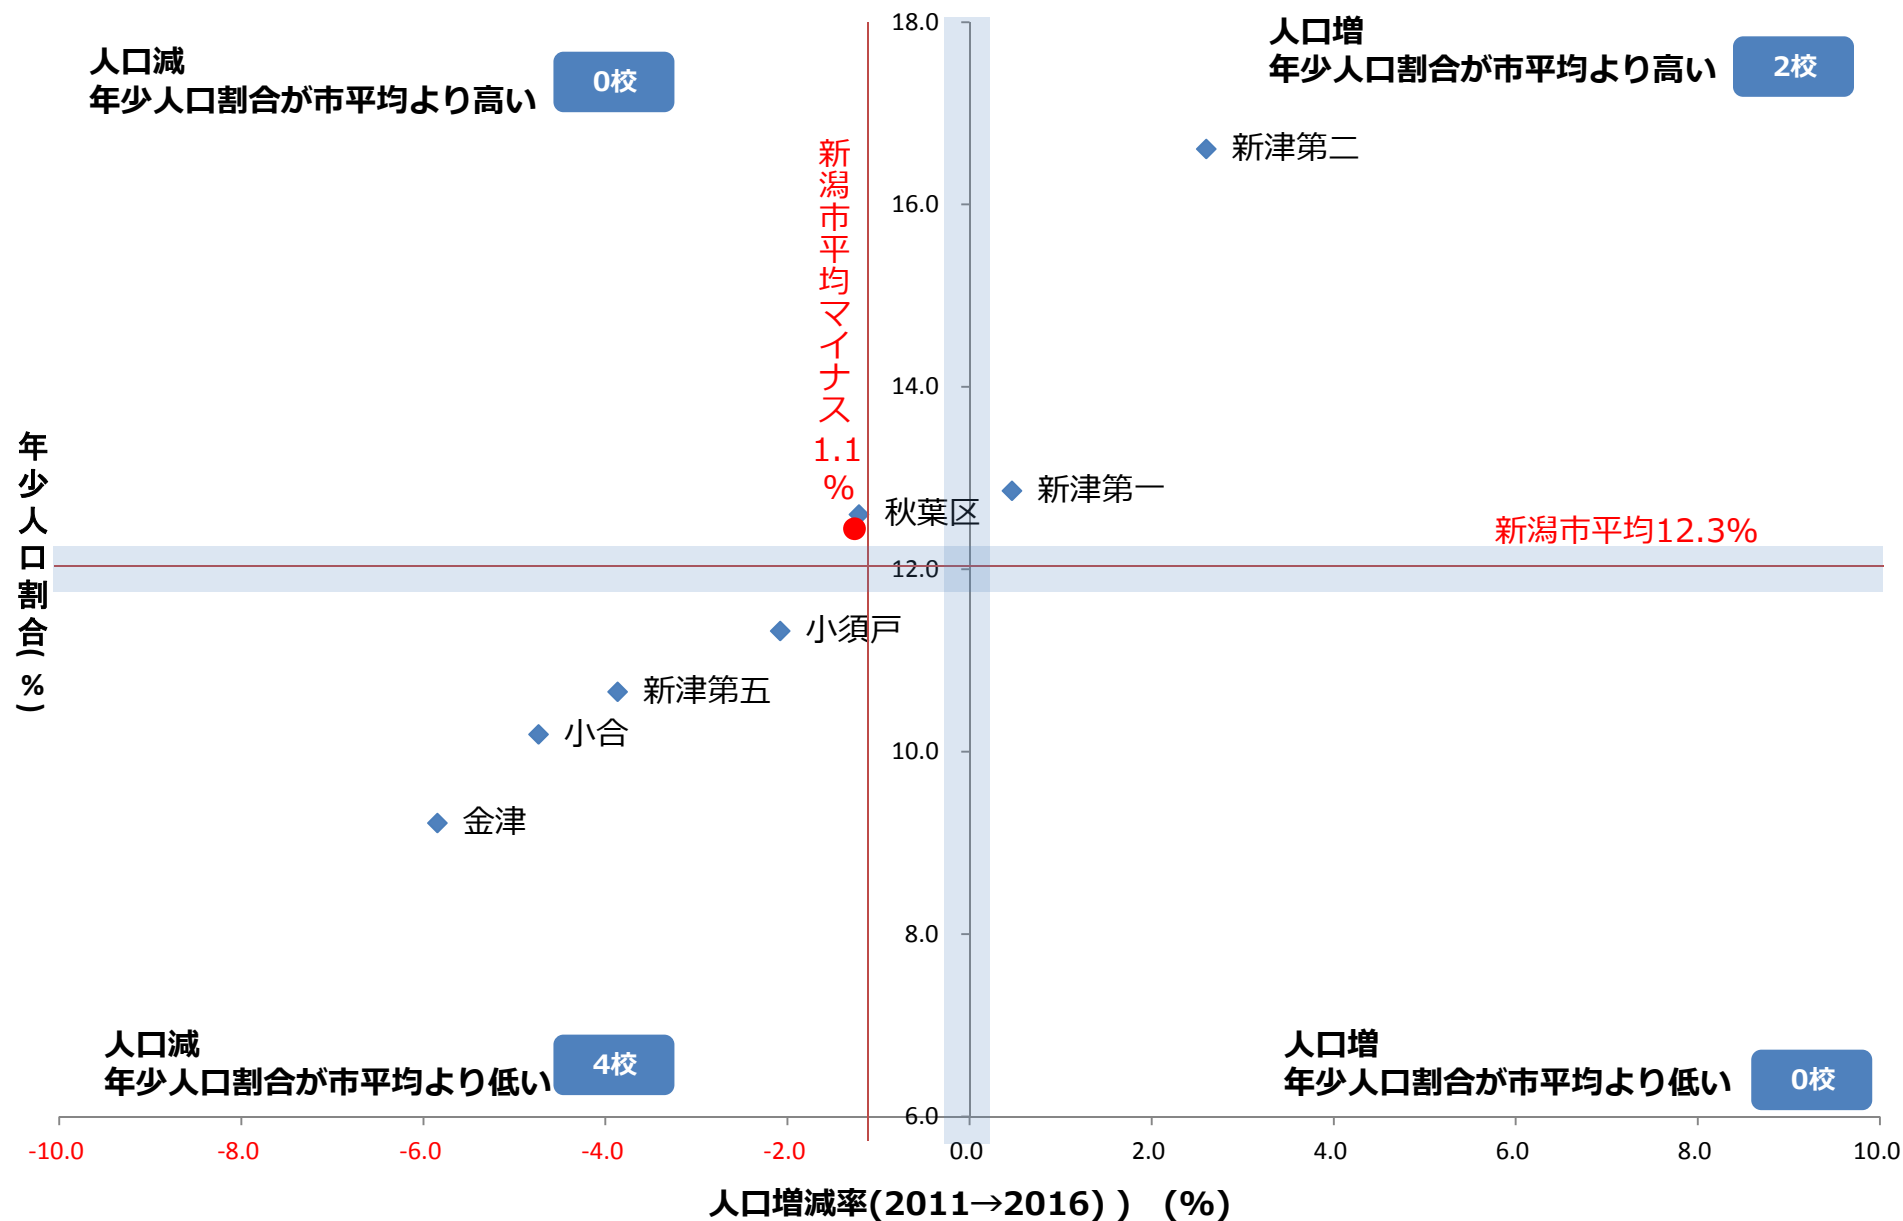 人口減
年少人口割合が市平均より高い
0校
人口増
年少人口割合が市平均より高い
2校
18.0
16.0
14.0
12.0
10.0
8.0
6.0
新潟市平均マイナス1.1%
新津第二
新津第一
秋葉区
新潟市平均12.3%
小須戸
新津第五
小合
金津
年少人口割合(%)
人口減
年少人口割合が市平均より低い
4校
人口増
年少人口割合が市平均より低い
0校
-10.0 -8.0 -6.0 -4.0 -2.0 0.0 2.0 4.0 6.0 8.0 10.0
人口増減率(2011→2016) ) (%)